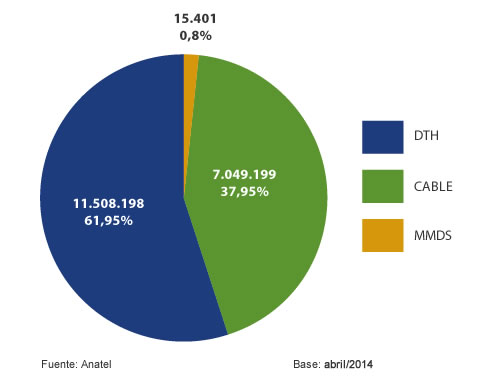 15.401
0,8%
7.049.199
37,95%
11.508.198
61,95%
DTH
CABLE
MMDS
Fuente: Anatel
Base: abril/2014